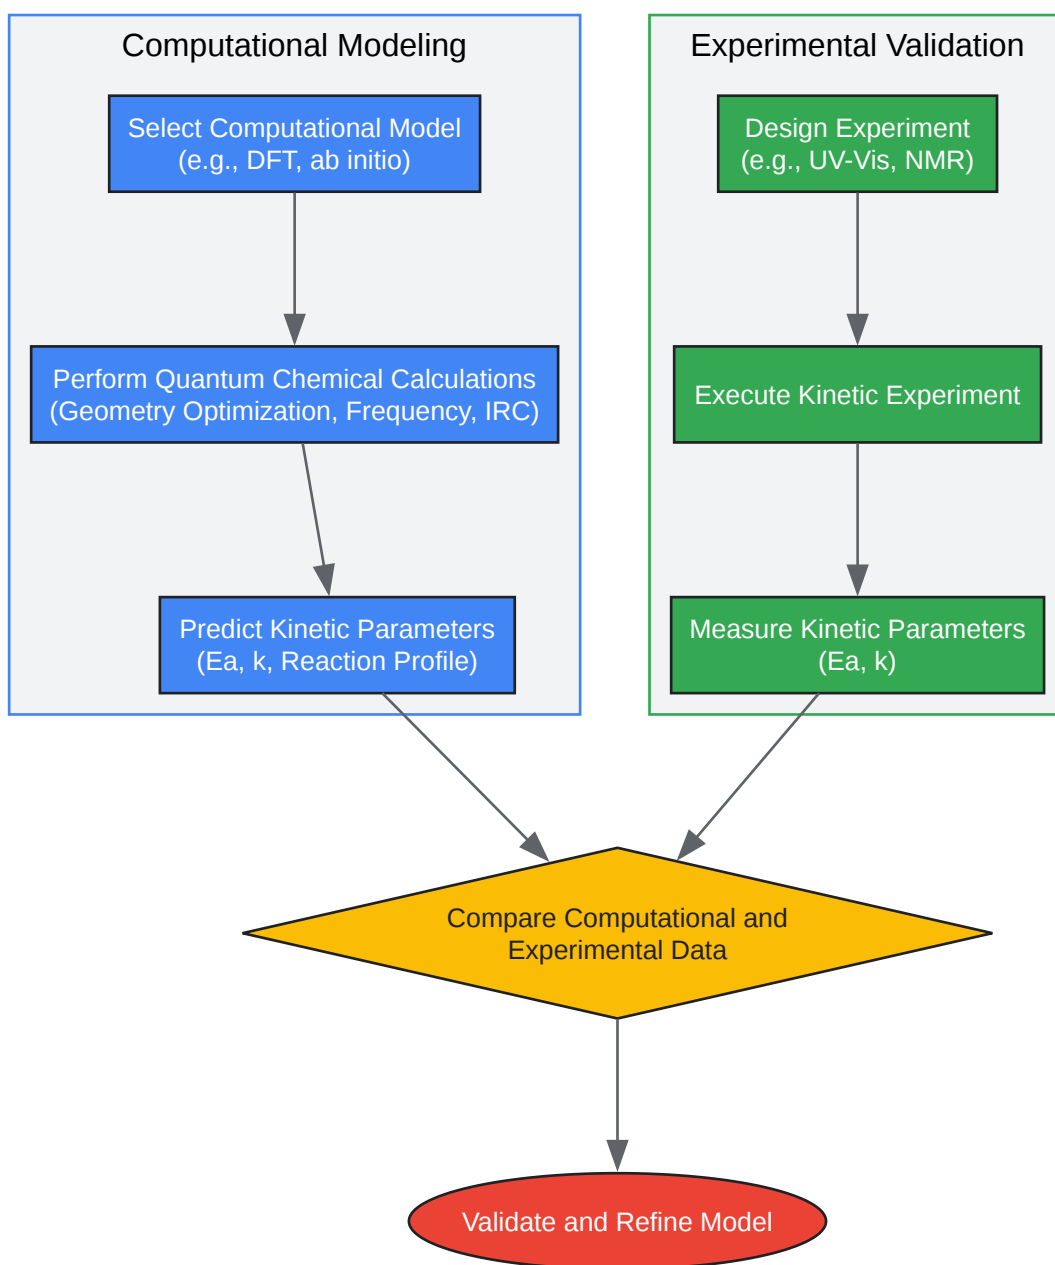 Computational Modeling
Select Computational Model
(e.g., DFT, ab initio)
Perform Quantum Chemical Calculations
(Geometry Optimization, Frequency, IRC)
Predict Kinetic Parameters
(Ea, k, Reaction Profile)
Experimental Validation
Design Experiment
(e.g., UV-Vis, NMR)
Execute Kinetic Experiment
Measure Kinetic Parameters
(Ea, k)
Compare Computational and
Experimental Data
Validate and Refine Model